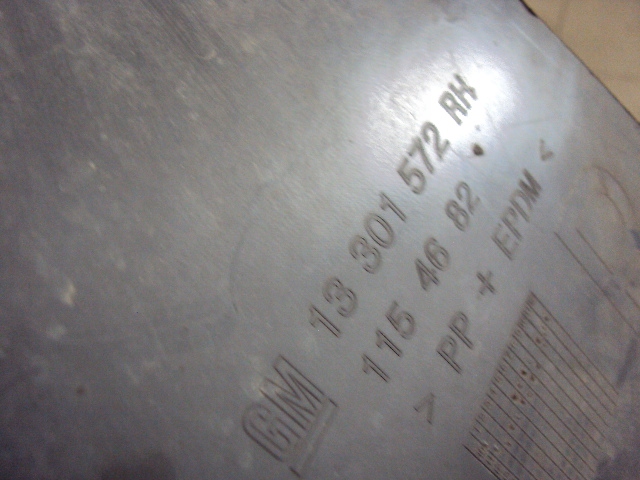 GM 13 301 572 RH
115 46 82
> PP + EPDM <